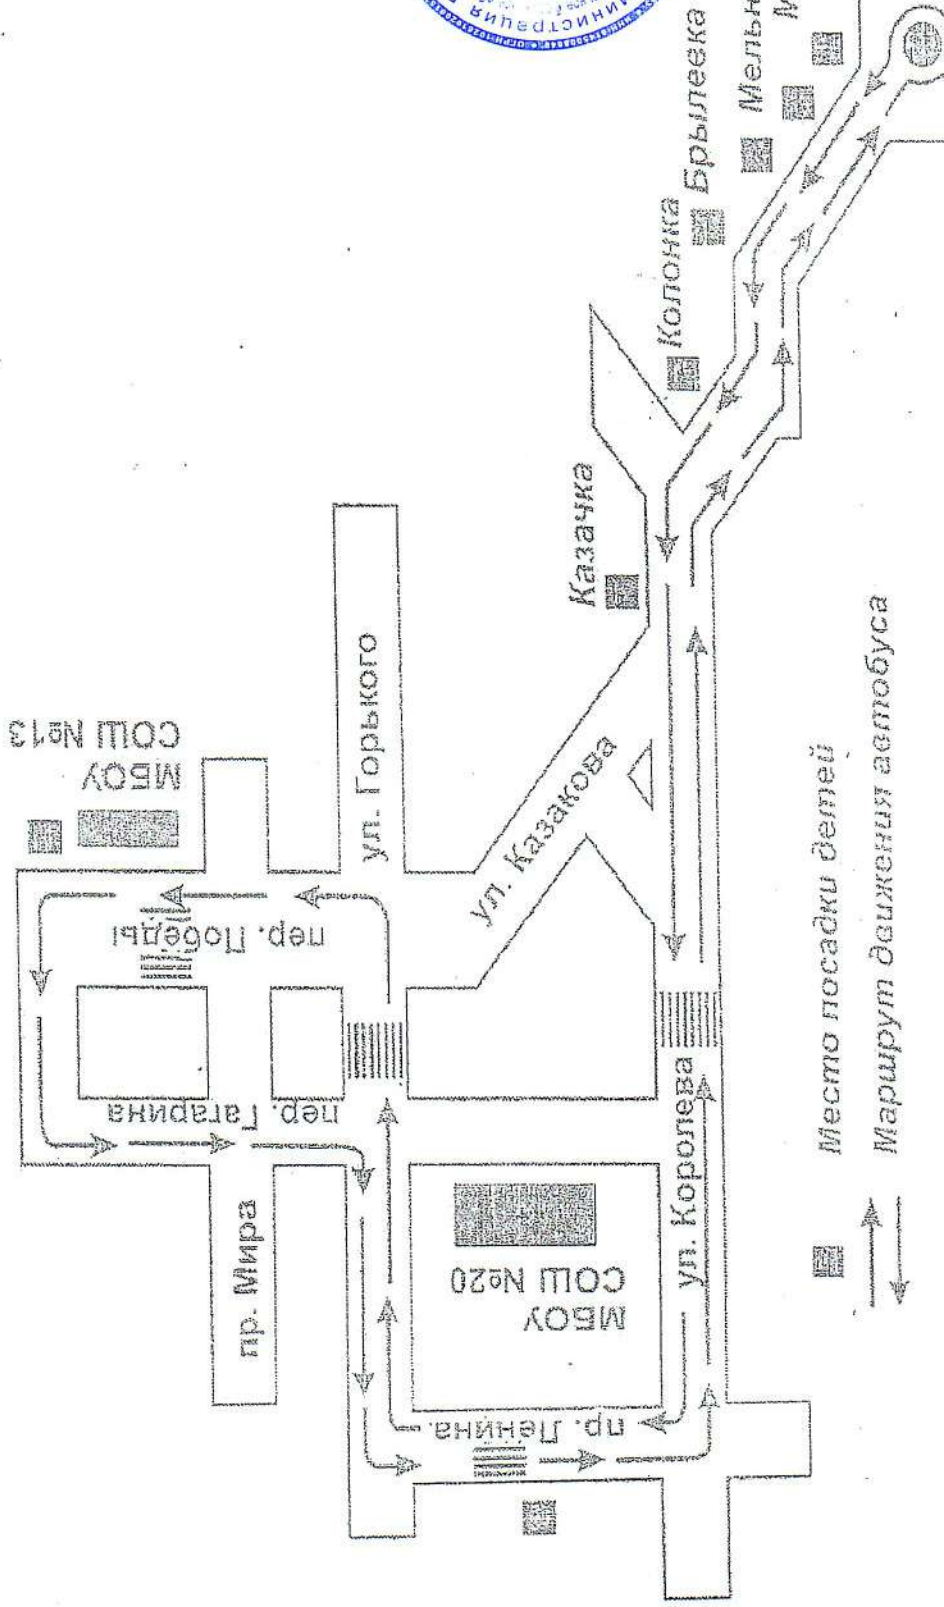 МБОУ
СОШ №13
ул. Горького
пер. Победы
пер. Гагарина
пр. Мира
ул. Казакова
Казачка
Колонка
Брылеевка
МБОУ
СОШ №20
пр. Ленина
ул. Королева
Место посадки детей
Маршрут движения автобуса